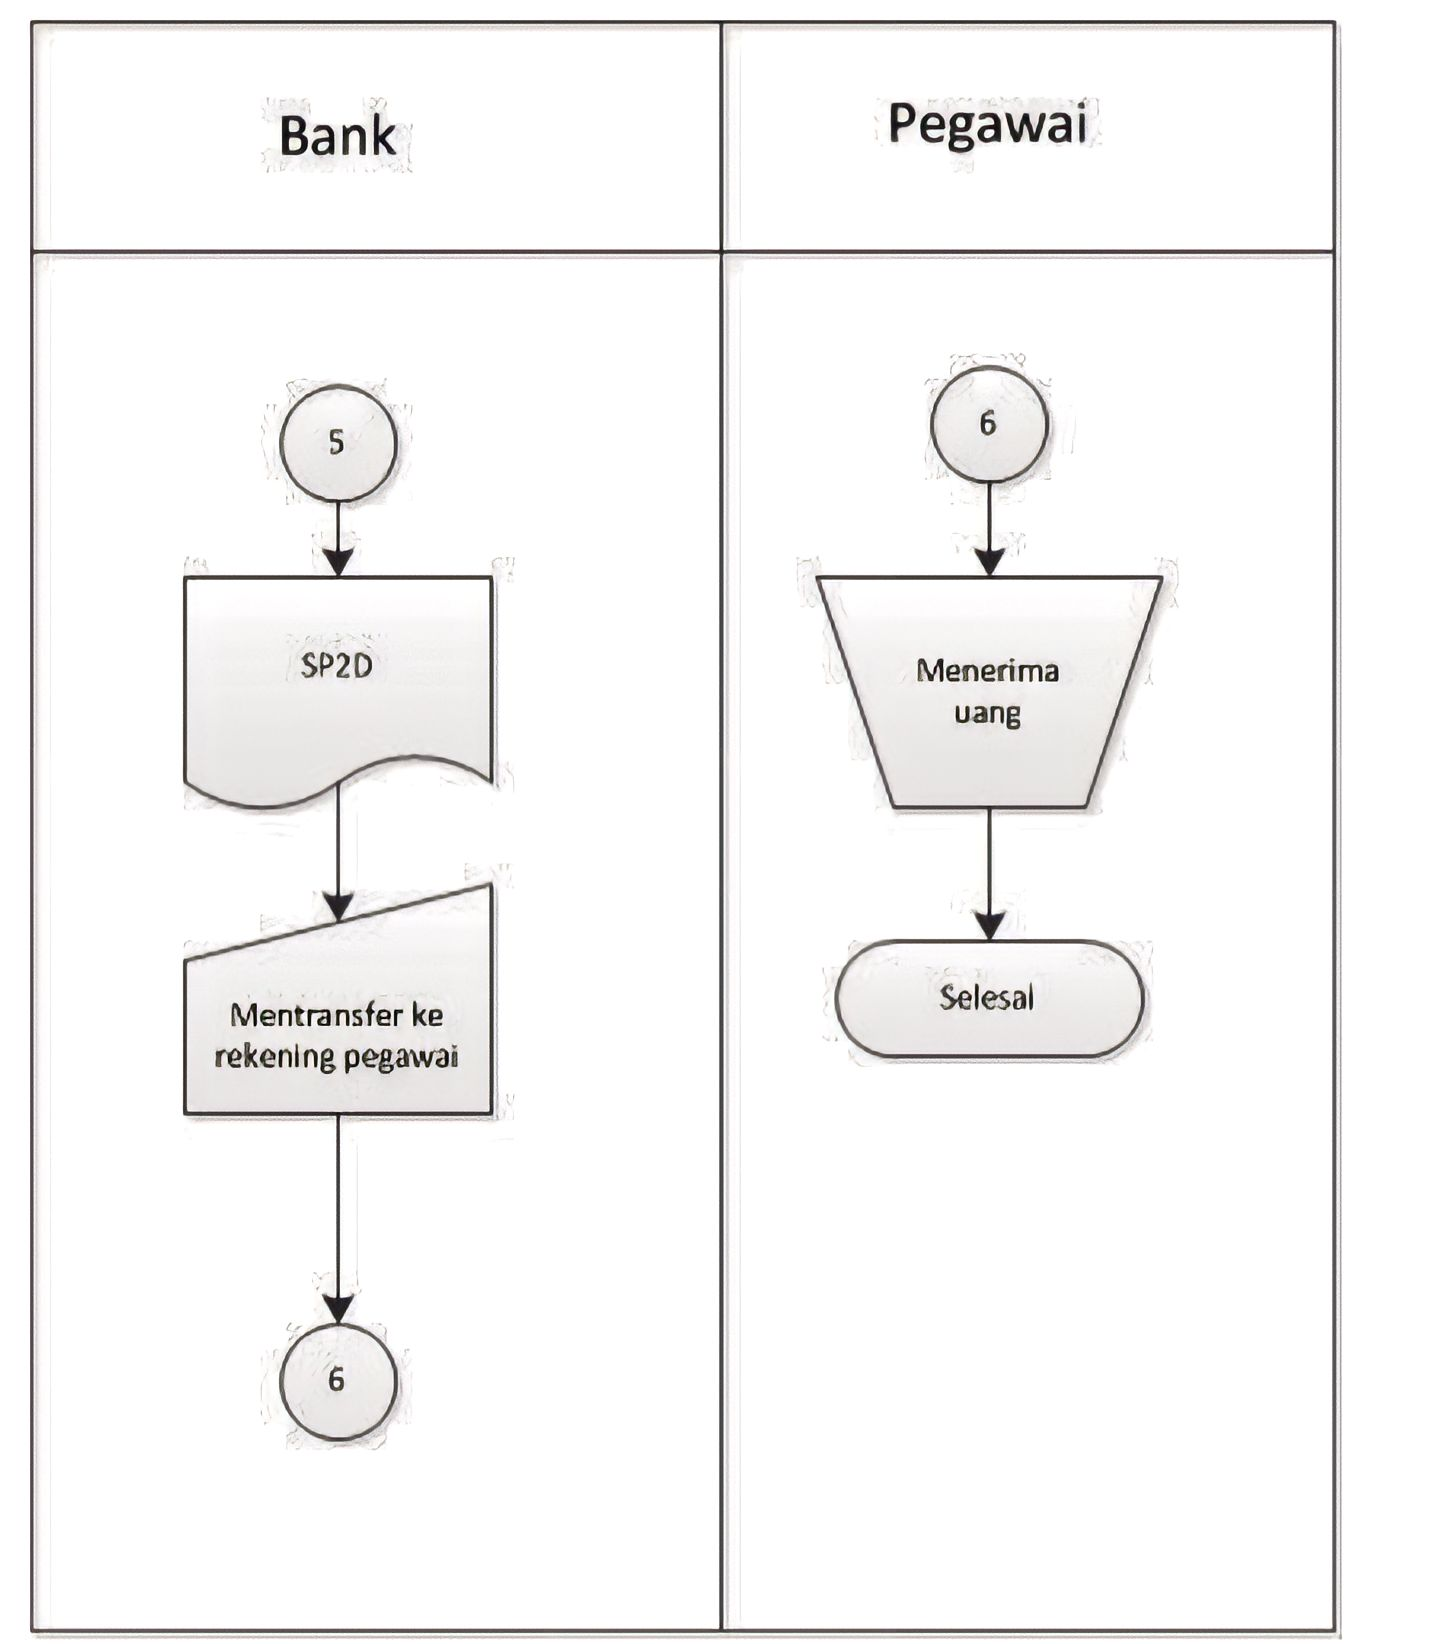 Bank
Pegawai
5
SP2D
Mentransfer ke
rekening pegawai
6
6
Menerima
uang
Selesai